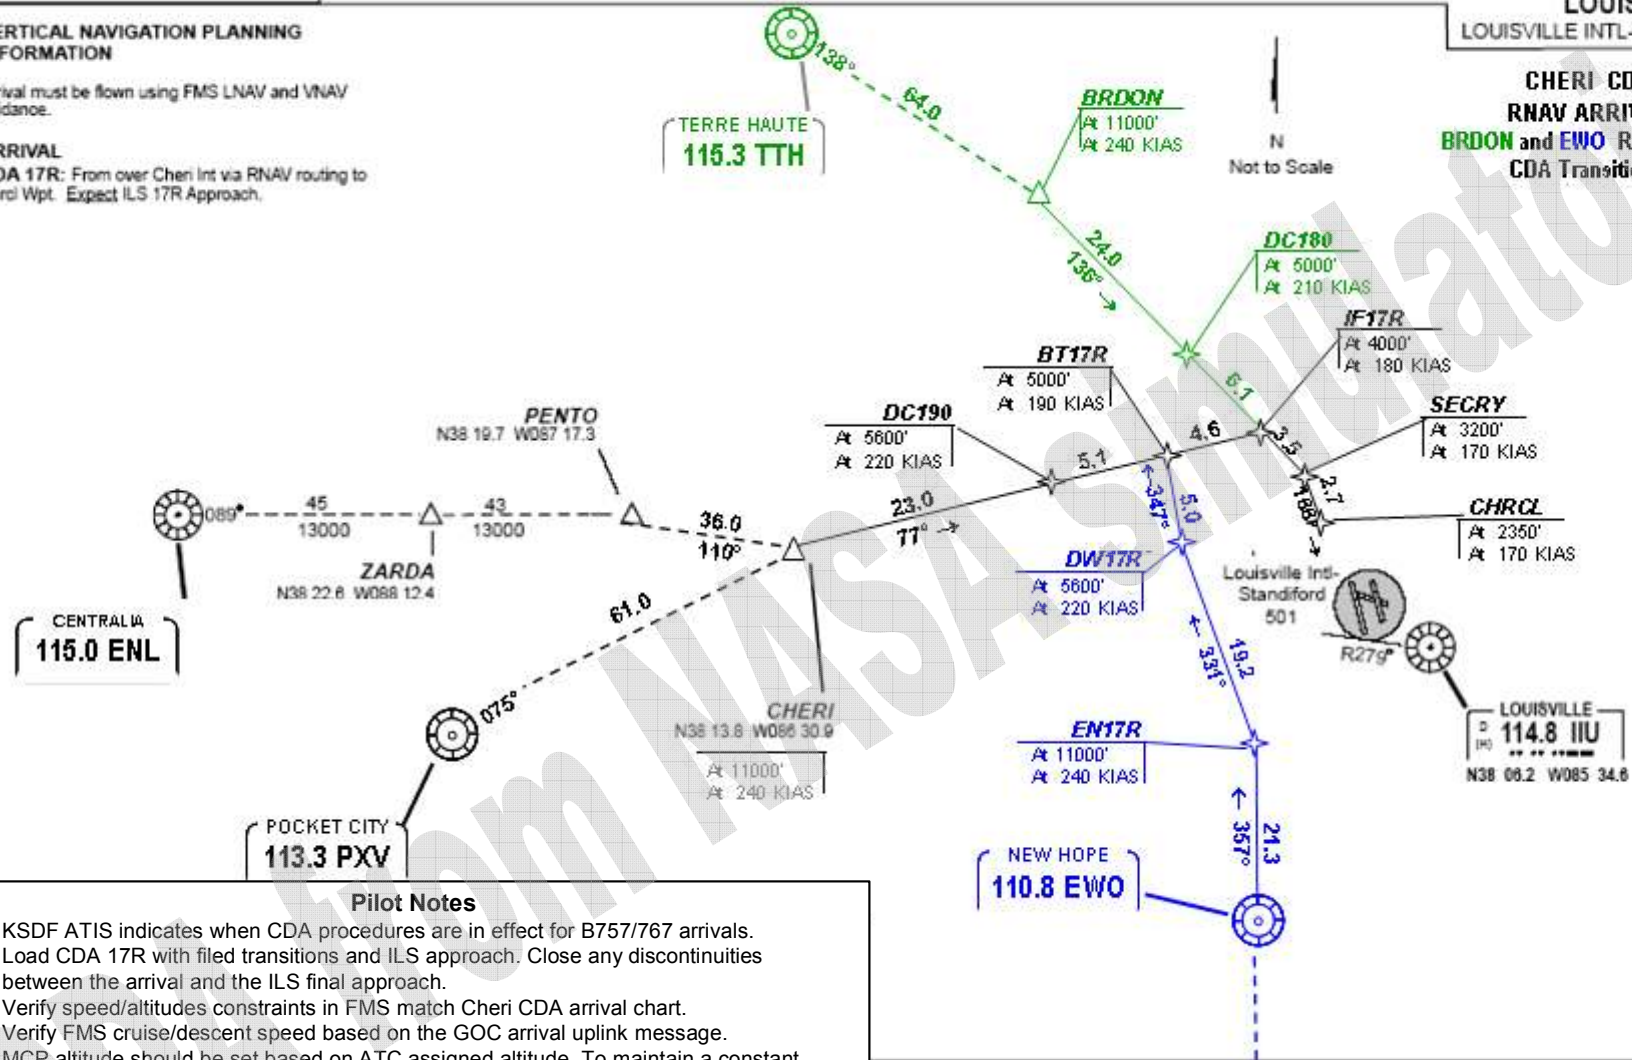 ERTICAL NAVIGATION PLANNING
FORMATION
ival must be flown using FMS LNAV and VNAV
idance.
RRIVAL
DA 17R: From over Cheri Int via RNAV routing to
rcl Wpt. Expect ILS 17R Approach.
LOUIS
LOUISVILLE INTL-
CHERI CD
RNAV ARRI
BRDON and EWO R
CDA Transiti
N
Not to Scale
138°
64.0
TERRE HAUTE
115.3 TTH
BRDON
At 11000'
At 240 KIAS
24.0
136°
DC180
At 5000'
At 210 KIAS
6.1
IF17R
At 4000'
At 180 KIAS
BT17R
At 5000'
At 190 KIAS
DC190
At 5600'
At 220 KIAS
SECRY
At 3200'
At 170 KIAS
4.6
3.5
5.1
2.7
168°
CHRCL
At 2350'
At 170 KIAS
PENTO
N38 19.7 W087 17.3
089°
45
13000
43
13000
36.0
110°
23.0
77°
347°
5.0
ZARDA
N38 22.6 W088 12.4
DW17R
At 5600'
At 220 KIAS
Louisville Intl-
Standiford
501
R279°
CENTRALIA
115.0 ENL
61.0
075°
19.2
331°
CHERI
N38 13.8 W086 30.9
At 11000'
At 240 KIAS
EN17R
At 11000'
At 240 KIAS
LOUISVILLE
D
(H)
114.8 IIU
N38 06.2 W085 34.6
POCKET CITY
113.3 PXV
21.3
357°
NEW HOPE
110.8 EWO
Pilot Notes
KSDF ATIS indicates when CDA procedures are in effect for B757/767 arrivals.
Load CDA 17R with filed transitions and ILS approach. Close any discontinuities
between the arrival and the ILS final approach.
Verify speed/altitudes constraints in FMS match Cheri CDA arrival chart.
Verify FMS cruise/descent speed based on the GOC arrival uplink message.
MCP altitude should be set based on ATC assigned altitude. To maintain a constant
DA from NASA Simulato